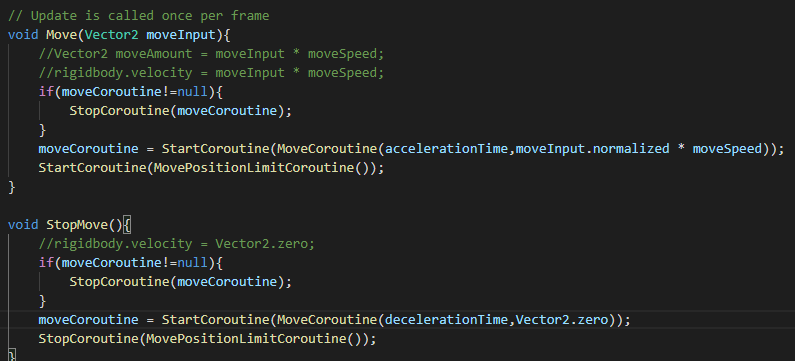 // Update is called once per frame
void Move(Vector2 moveInput){
//Vector2 moveAmount = moveInput * moveSpeed;
//rigidbody.velocity = moveInput * moveSpeed;
if(moveCoroutine!=null){
StopCoroutine(moveCoroutine);
}
moveCoroutine = StartCoroutine(MoveCoroutine(accelerationTime,moveInput.normalized * moveSpeed));
StartCoroutine(MovePositionLimitCoroutine());
}
void StopMove(){
//rigidbody.velocity = Vector2.zero;
if(moveCoroutine!=null){
StopCoroutine(moveCoroutine);
}
moveCoroutine = StartCoroutine(MoveCoroutine(decelerationTime,Vector2.zero));
StopCoroutine(MovePositionLimitCoroutine());
}